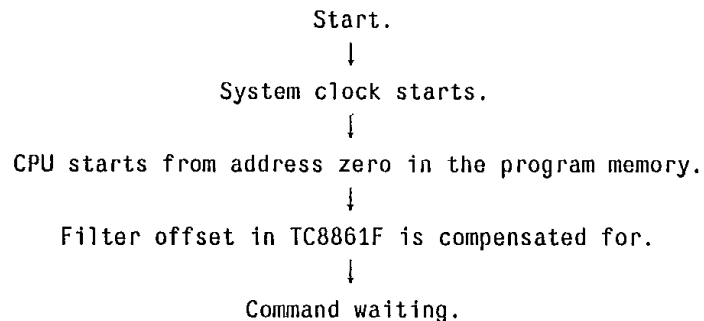 Start.
System clock starts.
CPU starts from address zero in the program memory.
Filter offset in TC8861F is compensated for.
Command waiting.